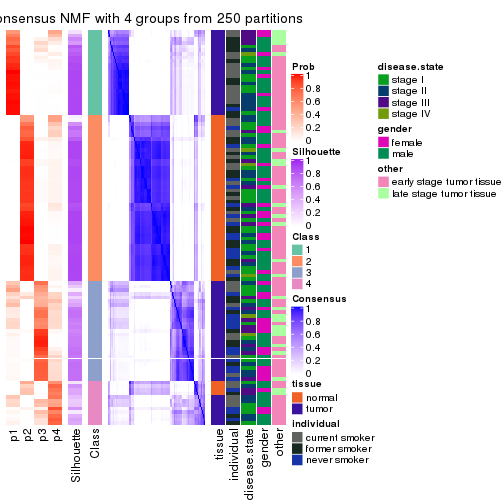 onsensus NMF with 4 groups from 250 partitions
Prob
1
0.8
0.6
0.4
0.2
0
Silhouette
1
0.8
0.6
0.4
0.2
0
Class
1
2
3
4
Consensus
1
0.8
0.6
0.4
0.2
0
tissue
normal
tumor
individual
current smoker
former smoker
never smoker
disease.state
stage I
stage II
stage III
stage IV
gender
female
male
other
early stage tumor tissue
late stage tumor tissue
p1
p2
p3
p4
Silhouette
Class
tissue
individual
disease.state
gender
other